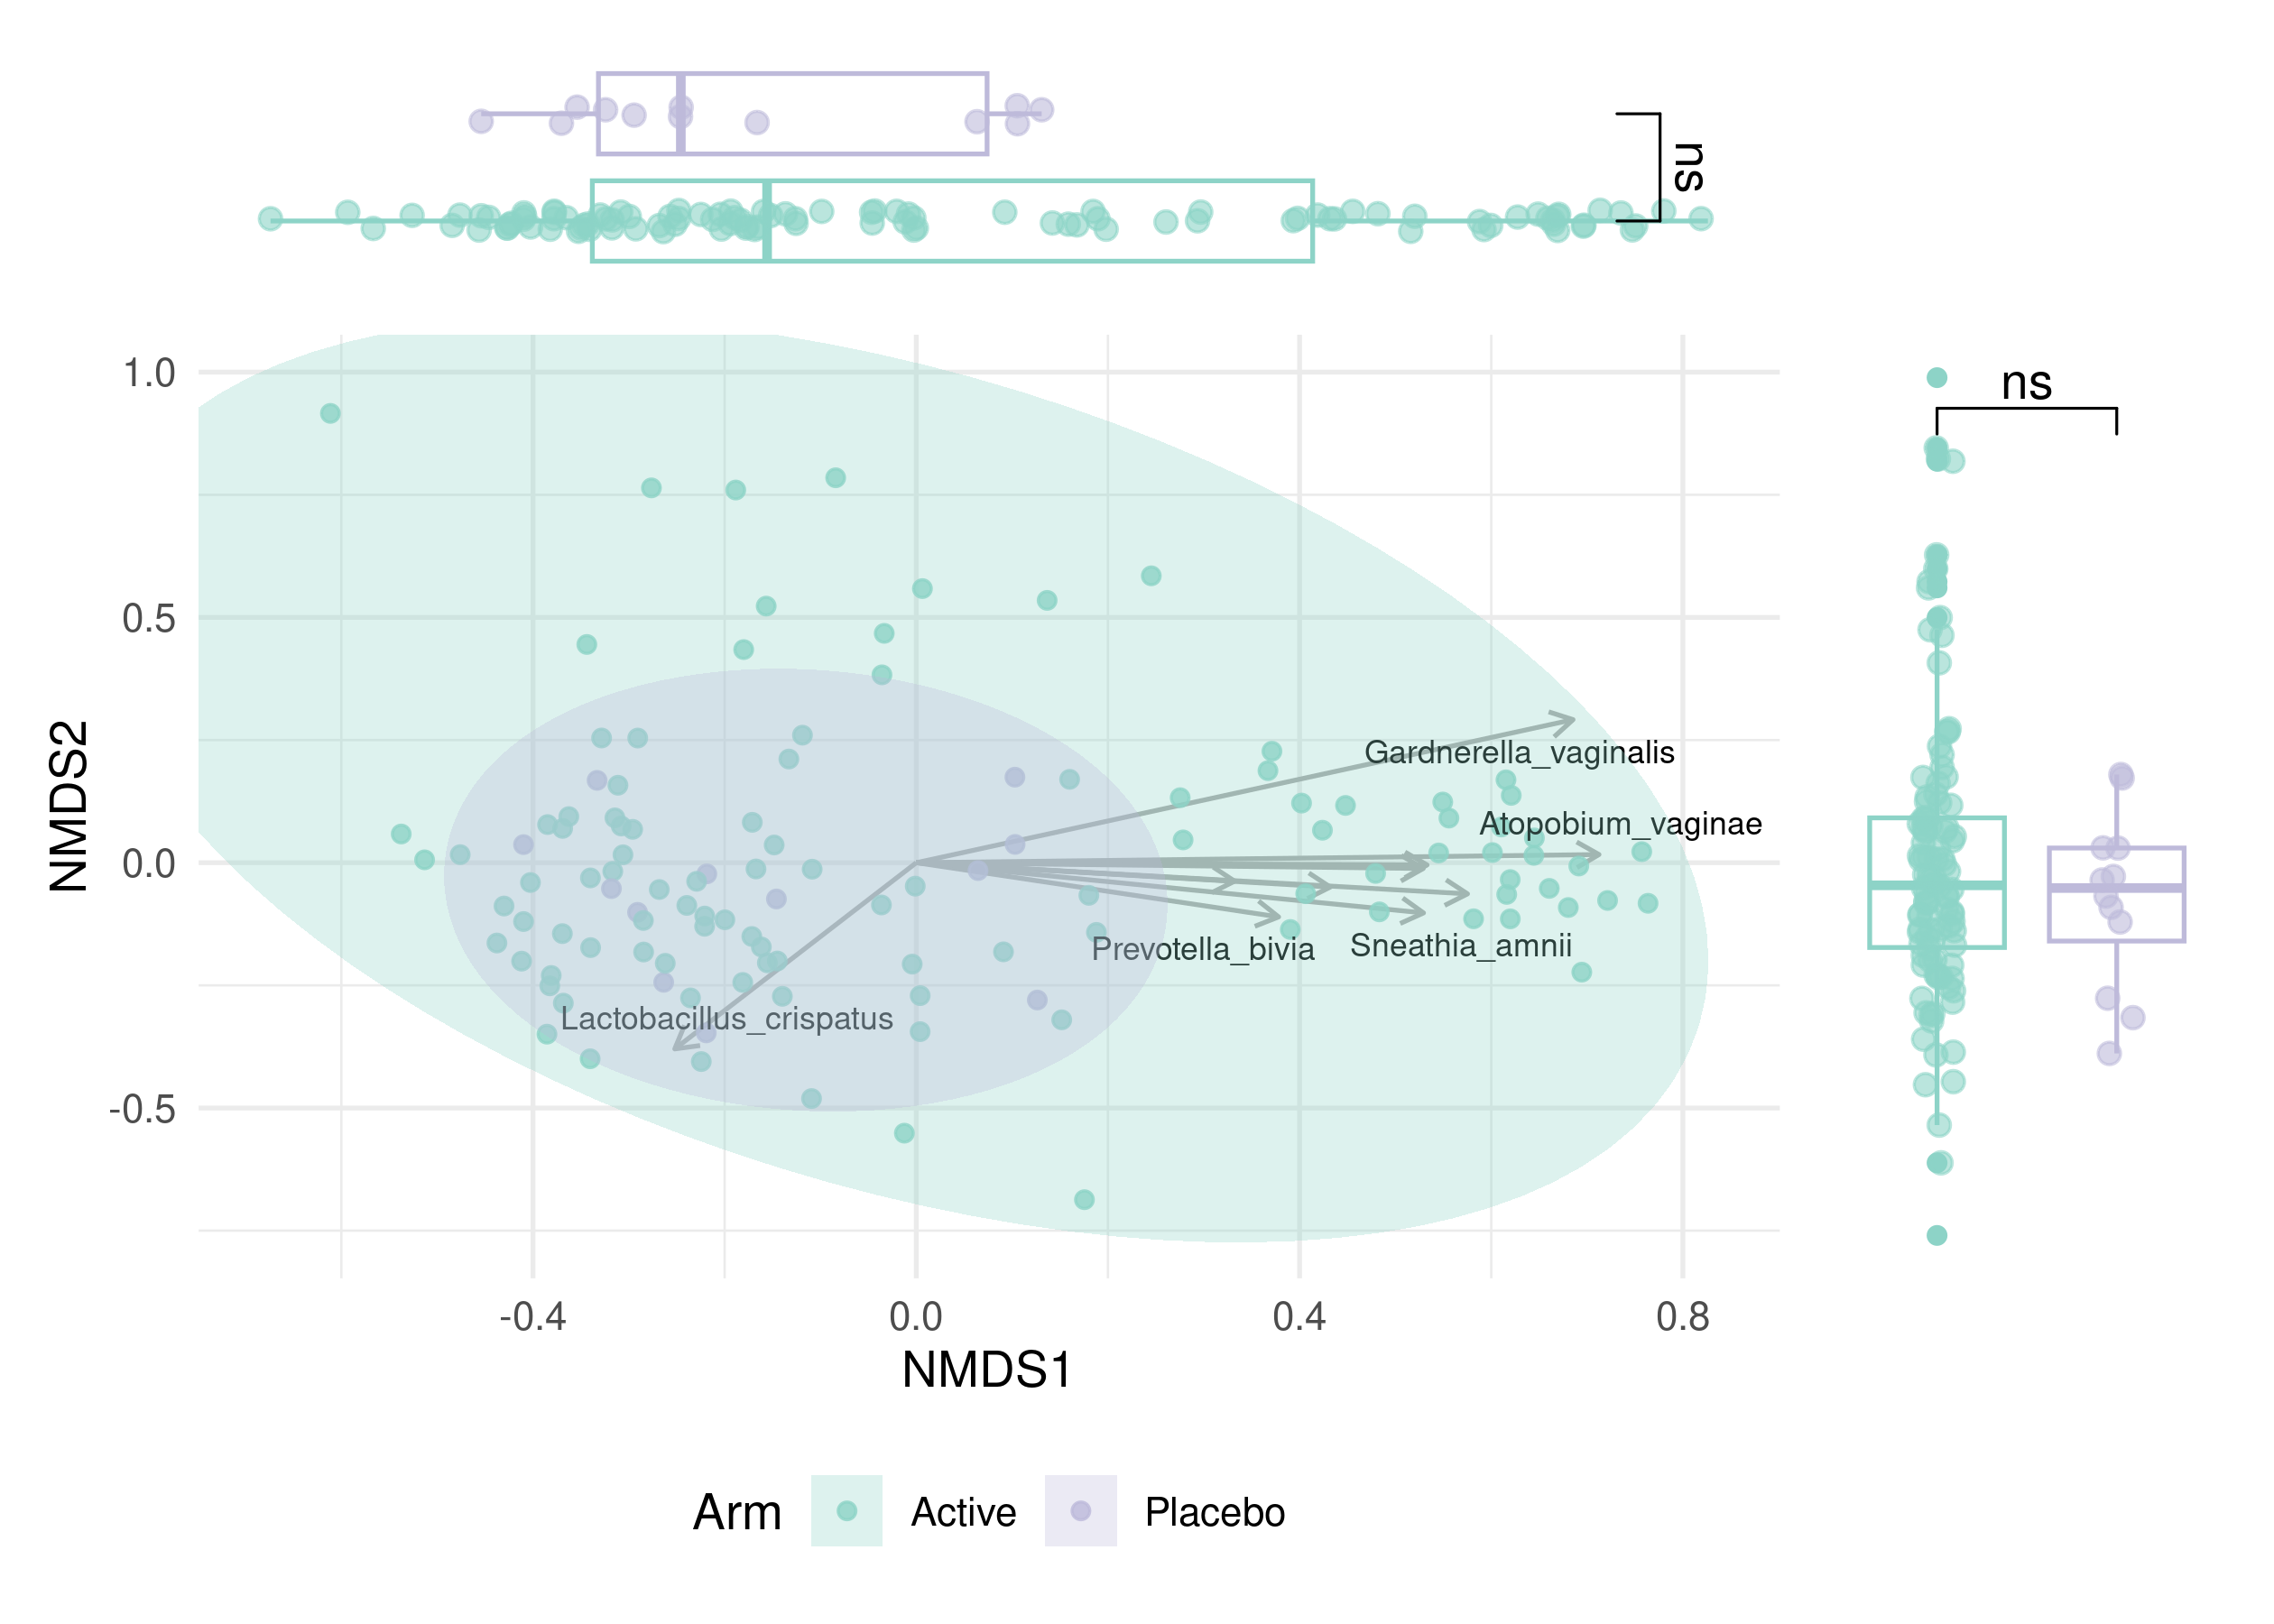 ns
ns
1.0
0.5
0.0
-0.5
NMDS2
Gardnerella_vaginalis
Atopobium_vaginae
Prevotella_bivia
Sneathia_amnii
Lactobacillus_crispatus
-0.4
0.0
0.4
0.8
NMDS1
Arm
Active
Placebo